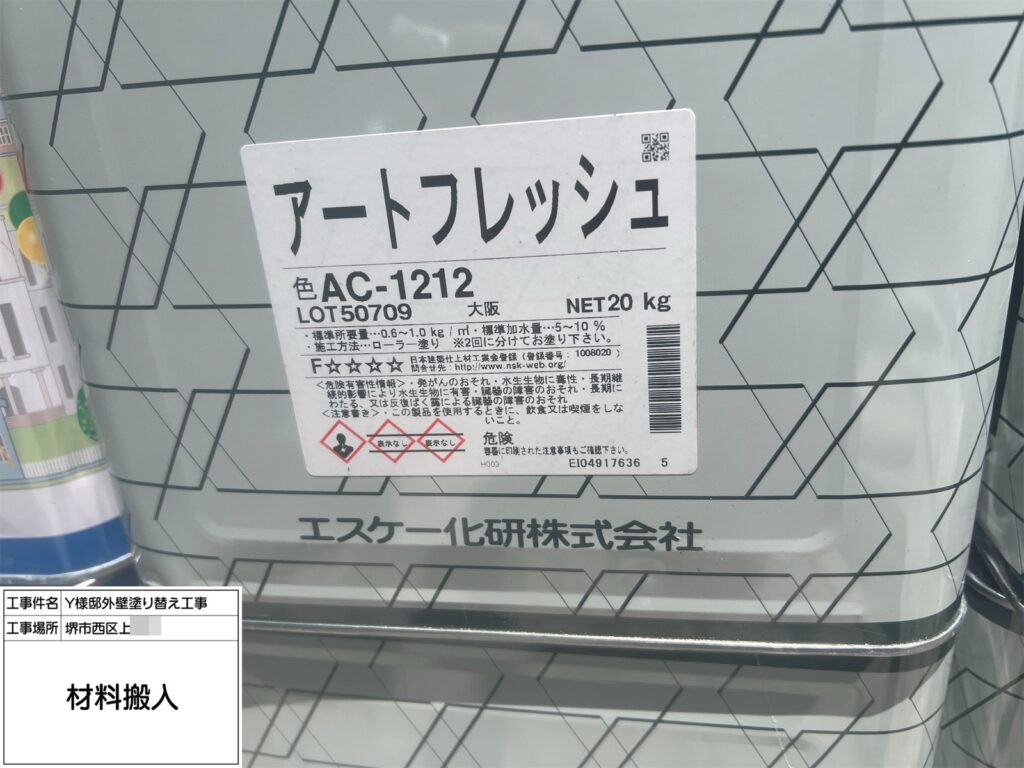 アートフレッシュ
色 AC-1212
LOT 50709 大阪 NET 20 kg
・標準所要量…0.6~1.0 kg / ㎡・標準加水量…5~10 %
・施工方法…ローラー塗り ※2回に分けてお塗り下さい。
F☆☆☆☆ 日本建築仕上材工業会登録（登録番号：1008020）
問合せ先：http://www.nsk-web.org/
<危険有害性情報>・発がんのおそれ・水生生物に毒性・長期継
続的影響により水生生物に有害・臓器の障害のおそれ・長期に
わたる、又は反復ばく露による臓器の障害のおそれ
<注意書き>・この製品を使用するときに、飲食又は喫煙をしな
いこと。
表示なし 表示なし 危険
容器に印刷された注意事項もご確認下さい。
H003 EI04917636 5
エスケー化研株式会社
工事件名 Y様邸外壁塗り替え工事
工事場所 堺市西区上
材料搬入